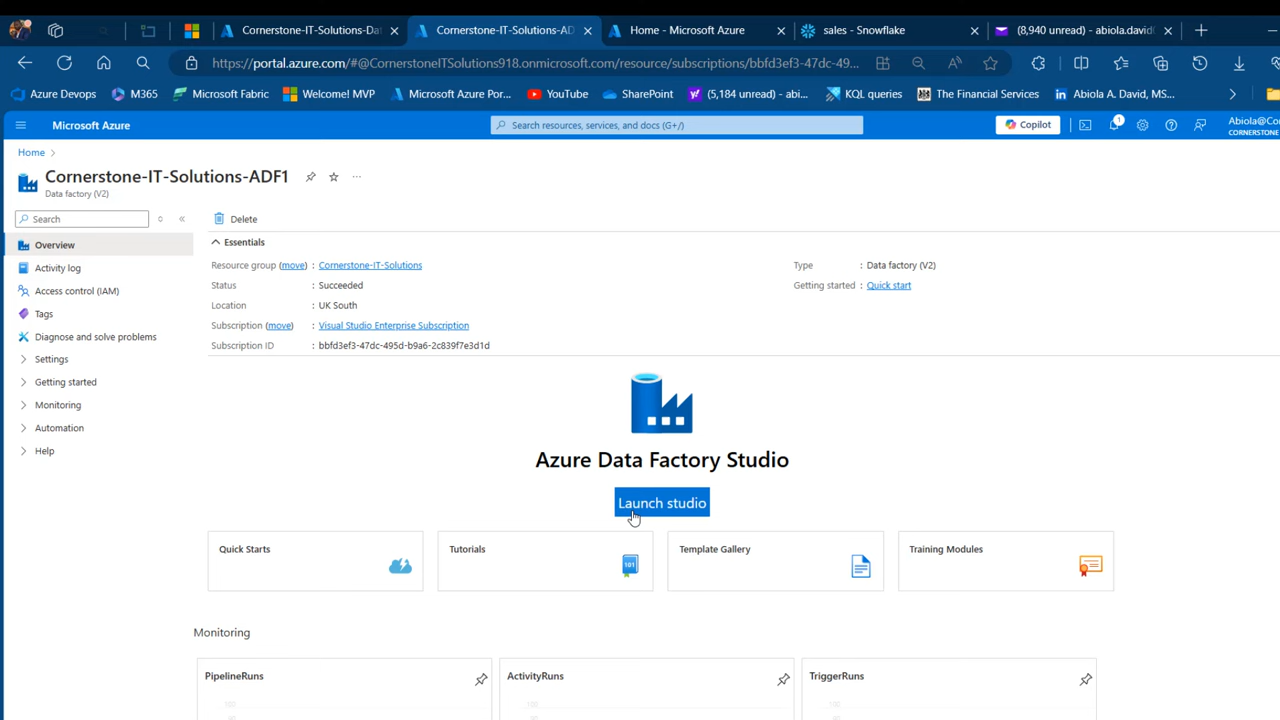 Cornerstone-IT-Solutions-Da
Cornerstone-IT-Solutions-AD
Home - Microsoft Azure
sales - Snowflake
(8,940 unread) - abiola.david
https://portal.azure.com/#@CornerstoneITSolutions918.onmicrosoft.com/resource/subscriptions/bbfd3ef3-47dc-49...
Azure Devops
M365
Microsoft Fabric
Welcome! MVP
Microsoft Azure Por...
YouTube
SharePoint
(5,184 unread) - abi...
KQL queries
The Financial Services
Abiola A. David, MS...
Microsoft Azure
Search resources, services, and docs (G+/)
Copilot
1
Abiola@Co
CORNERSTONE
Home
Cornerstone-IT-Solutions-ADF1
Data factory (V2)
Search
Delete
Overview
Activity log
Access control (IAM)
Tags
Diagnose and solve problems
Settings
Getting started
Monitoring
Automation
Help
Essentials
Resource group (move) : Cornerstone-IT-Solutions
Status : Succeeded
Location : UK South
Subscription (move) : Visual Studio Enterprise Subscription
Subscription ID : bbfd3ef3-47dc-495d-b9a6-2c839f7e3d1d
Type : Data factory (V2)
Getting started : Quick start
Azure Data Factory Studio
Launch studio
Quick Starts
Tutorials
101
Template Gallery
Training Modules
Monitoring
PipelineRuns
100
ActivityRuns
100
TriggerRuns
100